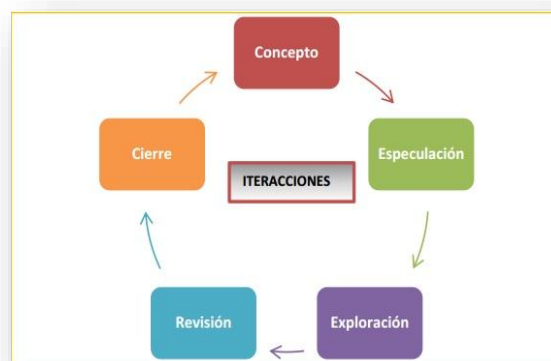 Concepto
Especulación
Exploración
Revisión
Cierre
ITERACCIONES